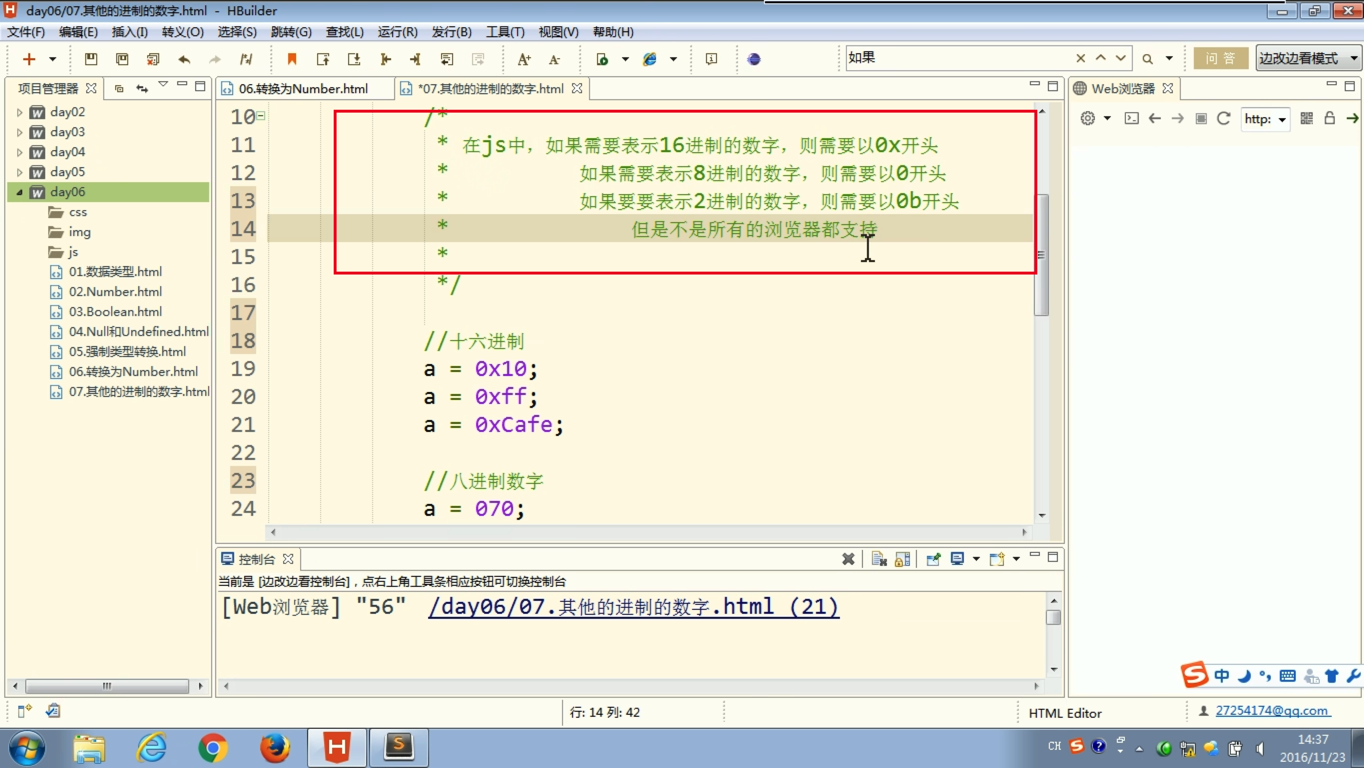 day06/07.其他的进制的数字.html - HBuilder
文件(F) 编辑(E) 插入(I) 转义(O) 选择(S) 跳转(G) 查找(L) 运行(R) 发行(B) 工具(T) 视图(V) 帮助(H)
如果
问 答
边改边看模式
项目管理器
06.转换为Number.html
*07.其他的进制的数字.html
Web浏览器
http:
day02
day03
day04
day05
day06
css
img
js
01.数据类型.html
02.Number.html
03.Boolean.html
04.Null和Undefined.html
05.强制类型转换.html
06.转换为Number.html
07.其他的进制的数字.html
10 /*
11 * 在js中，如果需要表示16进制的数字，则需要以0x开头
12 * 如果需要表示8进制的数字，则需要以0开头
13 * 如果要要表示2进制的数字，则需要以0b开头
14 * 但是不是所有的浏览器都支持
15 *
16 */
17
18 //十六进制
19 a = 0x10;
20 a = 0xff;
21 a = 0xCafe;
22
23 //八进制数字
24 a = 070;
控制台
当前是 [边改边看控制台]，点右上角工具条相应按钮可切换控制台
[Web浏览器] "56" /day06/07.其他的进制的数字.html (21)
中
行: 14 列: 42
HTML Editor
27254174@qq.com
CH
14:37
2016/11/23